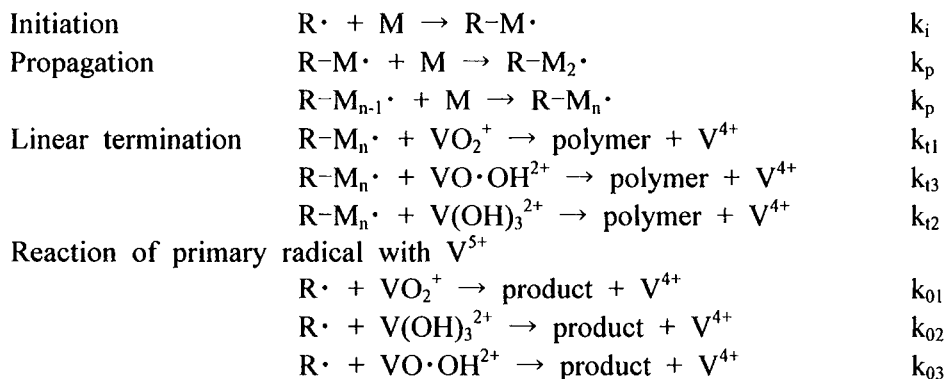 Initiation R· + M → R-M· kᵢ
Propagation R-M· + M → R-M₂· kₚ
R-Mₙ₋₁· + M → R-Mₙ· kₚ
Linear termination R-Mₙ· + VO₂⁺ → polymer + V⁴⁺ kₜ₁
R-Mₙ· + VO·OH²⁺ → polymer + V⁴⁺ kₜ₃
R-Mₙ· + V(OH)₃²⁺ → polymer + V⁴⁺ kₜ₂
Reaction of primary radical with V⁵⁺
R· + VO₂⁺ → product + V⁴⁺ k₀₁
R· + V(OH)₃²⁺ → product + V⁴⁺ k₀₂
R· + VO·OH²⁺ → product + V⁴⁺ k₀₃